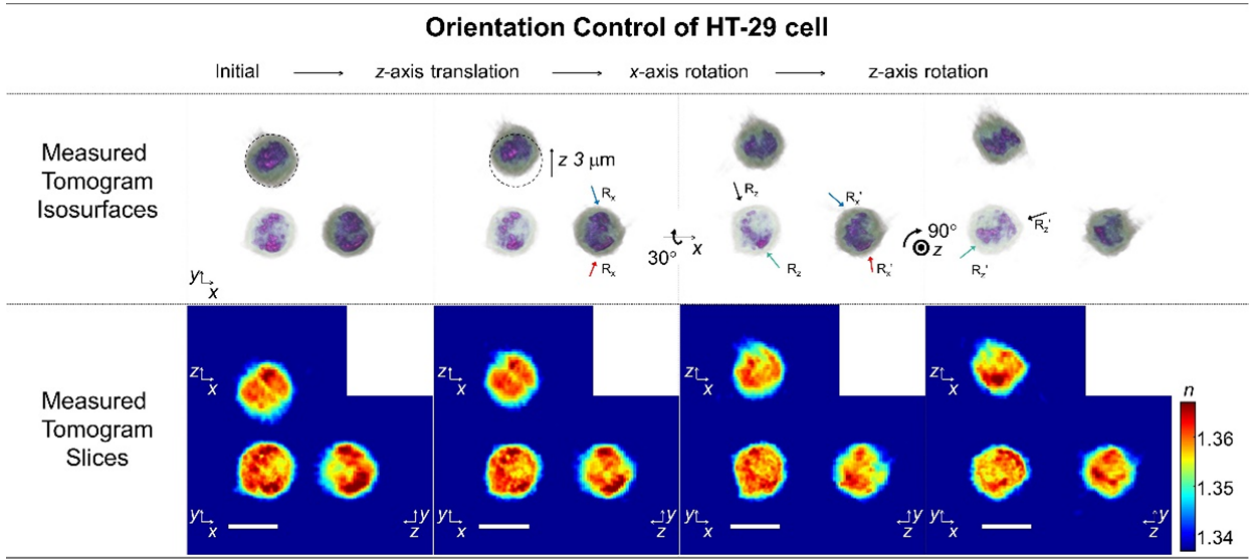 Orientation Control of HT-29 cell
Initial → z-axis translation → x-axis rotation → z-axis rotation
Measured
Tomogram
Isosurfaces
z 3 μm
Rx
Rx
30°
x
Rz
Rz
Rx'
Rx'
90°
z
Rz'
Rz'
y
x
Measured
Tomogram
Slices
z
x
z
x
z
x
z
x
y
x
y
z
y
x
y
z
y
x
y
z
y
x
y
z
n
1.36
1.35
1.34